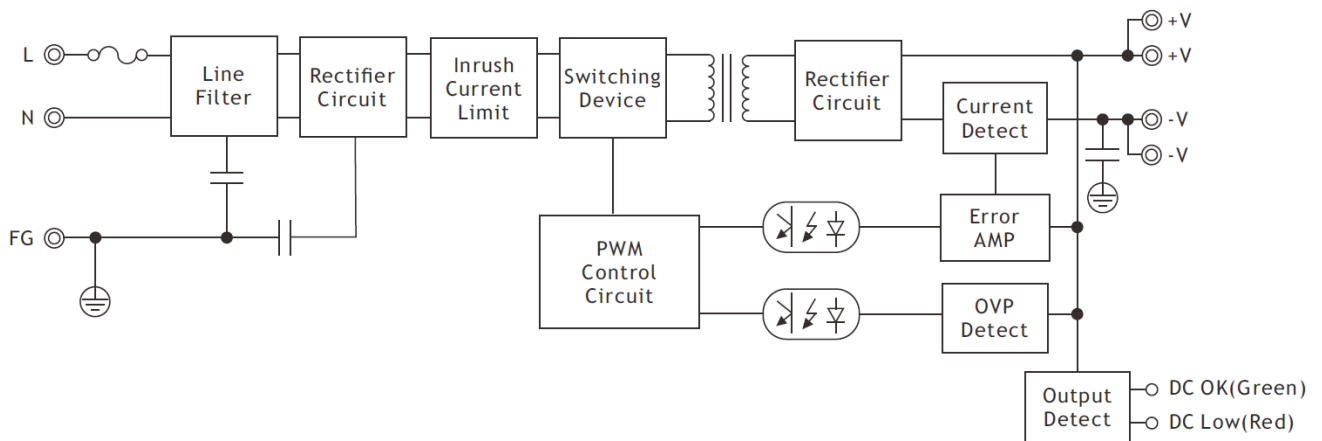 +V
L
Line
Filter
Rectifier
Circuit
Inrush
Current
Limit
Switching
Device
Rectifier
Circuit
+V
Current
Detect
N
-V
-V
FG
PWM
Control
Circuit
Error
AMP
OVP
Detect
Output
Detect
DC OK(Green)
DC Low(Red)